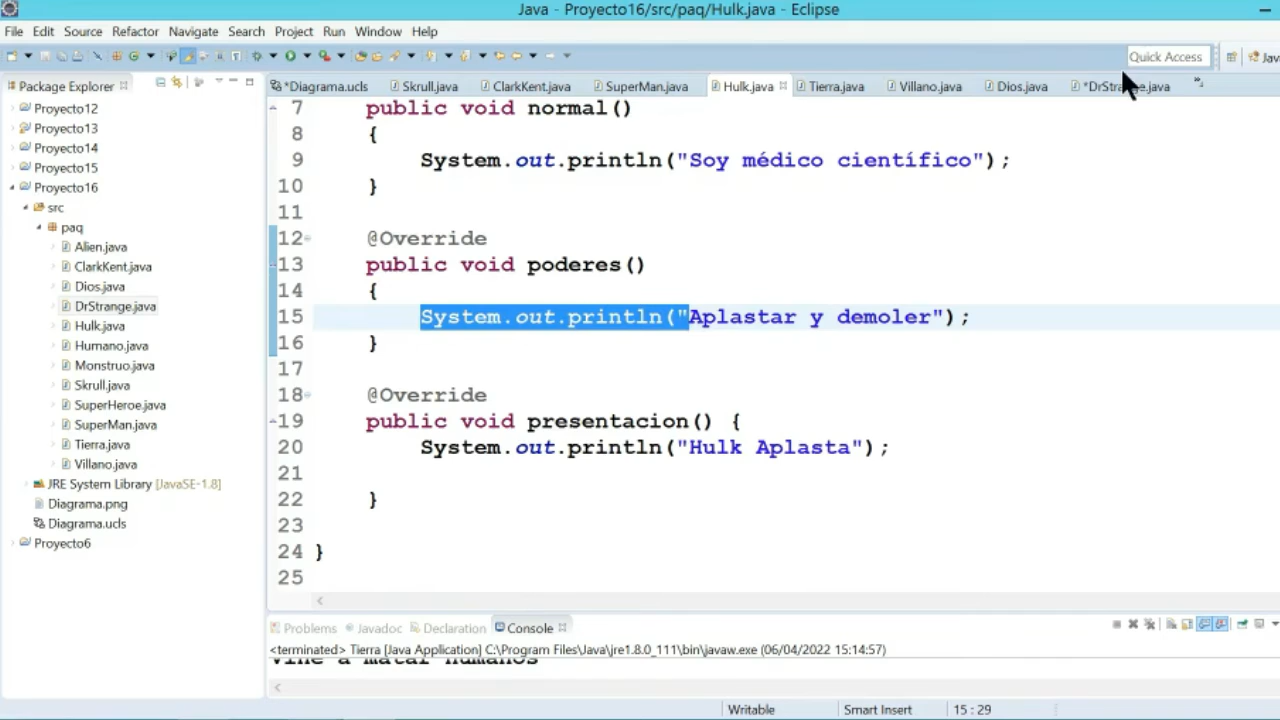 Java - Proyecto16/src/paq/Hulk.java - Eclipse
File Edit Source Refactor Navigate Search Project Run Window Help
Quick Access
Jav
Package Explorer
*Diagrama.ucls Skrull.java ClarkKent.java SuperMan.java Hulk.java Tierra.java Villano.java Dios.java *DrStrange.java
Proyecto12
Proyecto13
Proyecto14
Proyecto15
Proyecto16
src
paq
Alien.java
ClarkKent.java
Dios.java
DrStrange.java
Hulk.java
Humano.java
Monstruo.java
Skrull.java
SuperHeroe.java
SuperMan.java
Tierra.java
Villano.java
JRE System Library [JavaSE-1.8]
Diagrama.png
Diagrama.ucls
Proyecto6
7 public void normal()
8 {
9 System.out.println("Soy médico científico");
10 }
11
12 @Override
13 public void poderes()
14 {
15 System.out.println("Aplastar y demoler");
16 }
17
18 @Override
19 public void presentacion() {
20 System.out.println("Hulk Aplasta");
21
22 }
23
24 }
25
Problems Javadoc Declaration Console
<terminated> Tierra [Java Application] C:\Program Files\Java\jre1.8.0_111\bin\javaw.exe (06/04/2022 15:14:57)
Vine a matar humanos
Writable Smart Insert 15 : 29